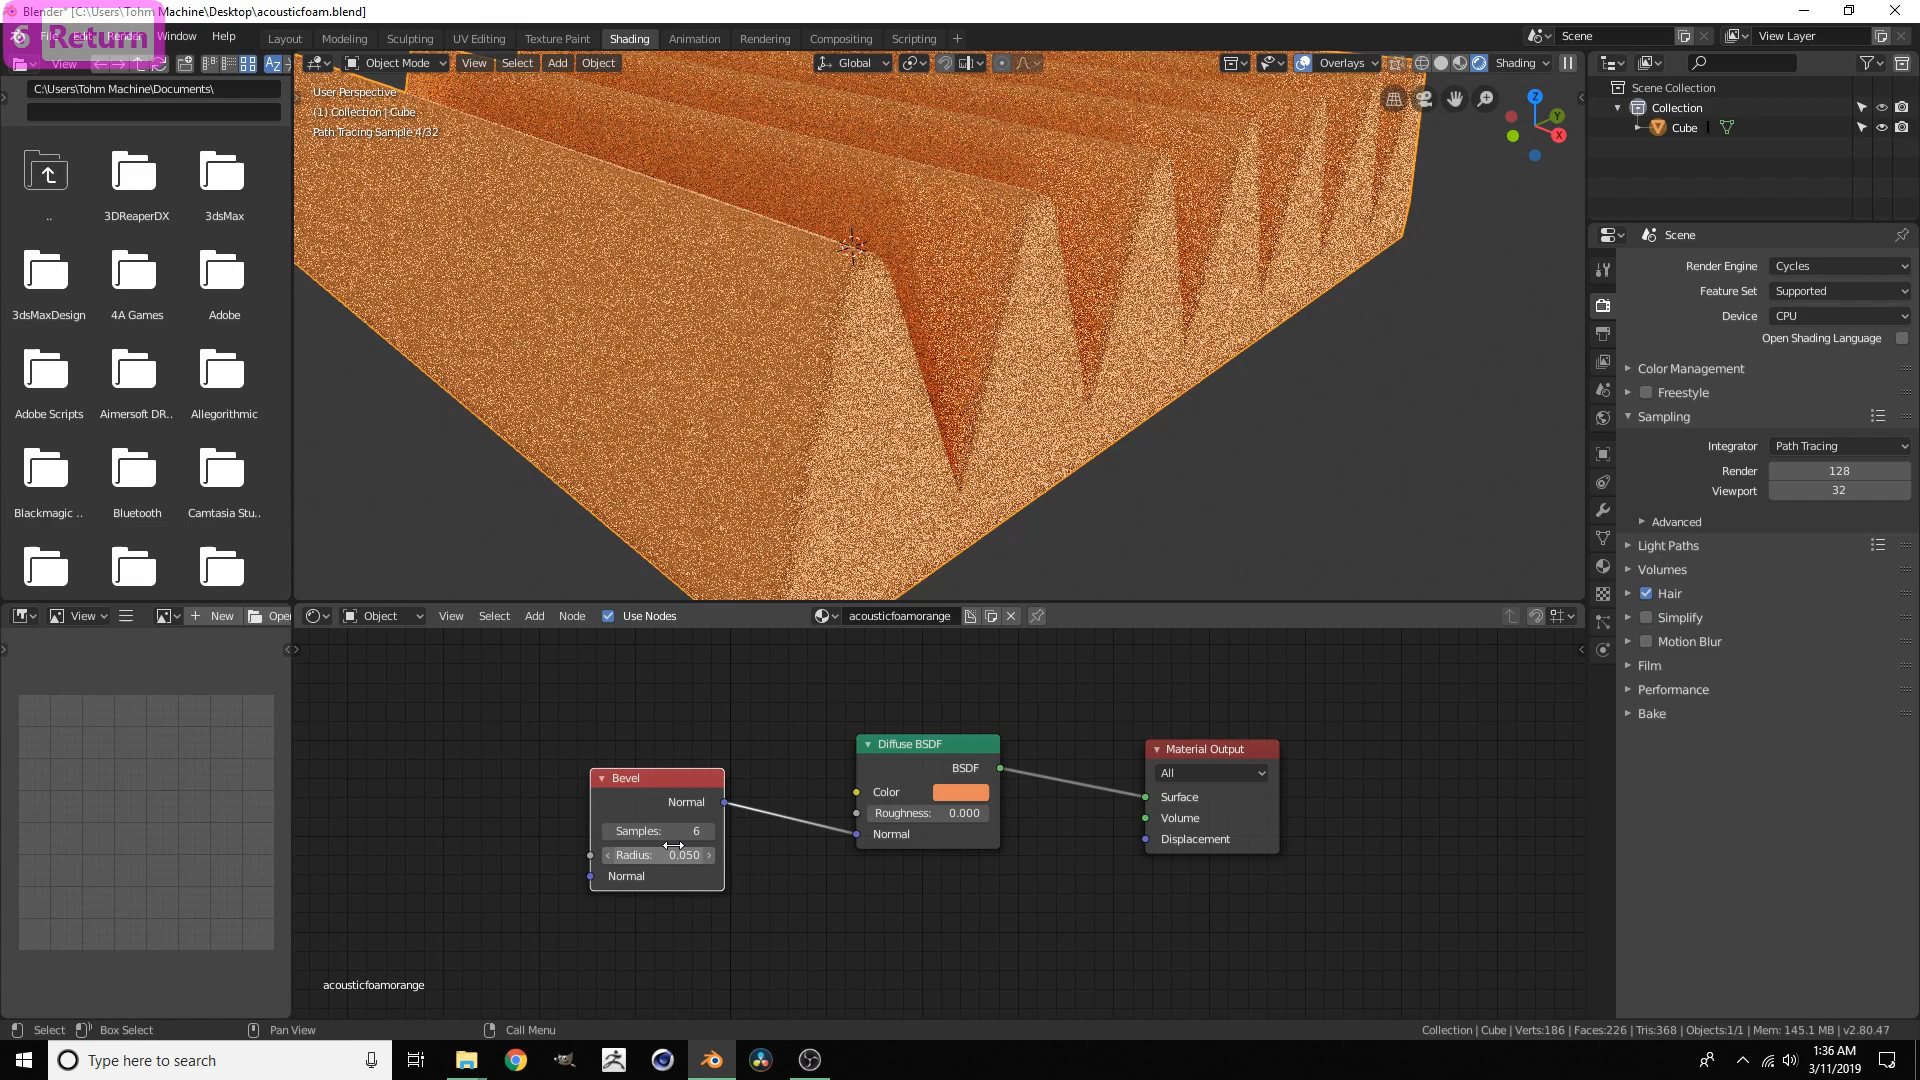 Blender* [C:\Users\Tohm Machine\Desktop\acousticfoam.blend]
Return
File Edit Render Window Help
Layout Modeling Sculpting UV Editing Texture Paint Shading Animation Rendering Compositing Scripting +
Scene
View Layer
View
Object Mode View Select Add Object
Global
Overlays
Shading
C:\Users\Tohm Machine\Documents\
User Perspective
(1) Collection | Cube
Path Tracing Sample 4/32
Z
Y
X
Scene Collection
Collection
Cube
..
3DReaperDX
3dsMax
3dsMaxDesign
4A Games
Adobe
Adobe Scripts
Aimersoft DR..
Allegorithmic
Blackmagic ..
Bluetooth
Camtasia Stu..
Scene
Render Engine Cycles
Feature Set Supported
Device CPU
Open Shading Language
Color Management
Freestyle
Sampling
Integrator Path Tracing
Render 128
Viewport 32
Advanced
Light Paths
Volumes
Hair
Simplify
Motion Blur
Film
Performance
Bake
View
New
Open
Object View Select Add Node Use Nodes
acousticfoamorange
Bevel
Normal
Samples: 6
Radius: 0.050
Normal
Diffuse BSDF
BSDF
Color
Roughness: 0.000
Normal
Material Output
All
Surface
Volume
Displacement
acousticfoamorange
Select Box Select Pan View Call Menu
Collection | Cube | Verts:186 | Faces:226 | Tris:368 | Objects:1/1 | Mem: 145.1 MB | v2.80.47
Type here to search
1:36 AM
3/11/2019